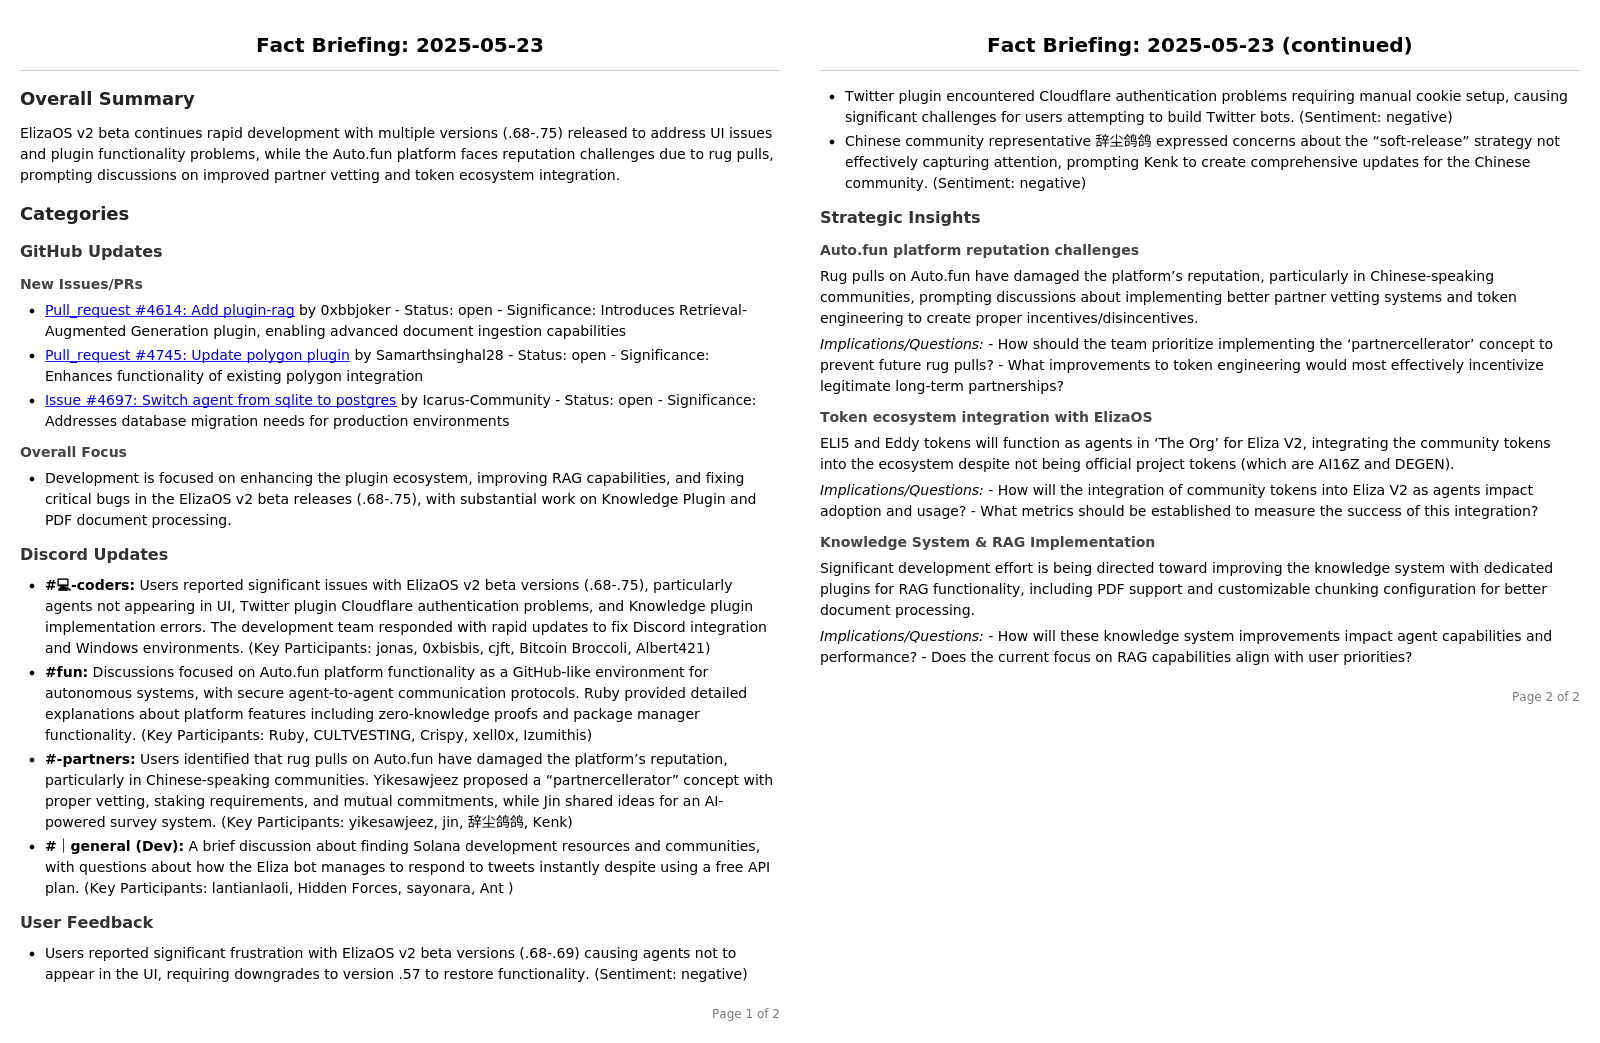 Fact Briefing: 2025-05-23
Overall Summary
ElizaOS v2 beta continues rapid development with multiple versions (.68-.75) released to address UI issues
and plugin functionality problems, while the Auto.fun platform faces reputation challenges due to rug pulls,
prompting discussions on improved partner vetting and token ecosystem integration.
Categories
GitHub Updates
New Issues/PRs
• Pull_request #4614: Add plugin-rag by 0xbbjoker - Status: open - Significance: Introduces Retrieval-
Augmented Generation plugin, enabling advanced document ingestion capabilities
• Pull_request #4745: Update polygon plugin by Samarthsinghal28 - Status: open - Significance:
Enhances functionality of existing polygon integration
• Issue #4697: Switch agent from sqlite to postgres by Icarus-Community - Status: open - Significance:
Addresses database migration needs for production environments
Overall Focus
• Development is focused on enhancing the plugin ecosystem, improving RAG capabilities, and fixing
critical bugs in the ElizaOS v2 beta releases (.68-.75), with substantial work on Knowledge Plugin and
PDF document processing.
Discord Updates
• #💻-coders: Users reported significant issues with ElizaOS v2 beta versions (.68-.75), particularly
agents not appearing in UI, Twitter plugin Cloudflare authentication problems, and Knowledge plugin
implementation errors. The development team responded with rapid updates to fix Discord integration
and Windows environments. (Key Participants: jonas, 0xbisbis, cjft, Bitcoin Broccoli, Albert421)
• #fun: Discussions focused on Auto.fun platform functionality as a GitHub-like environment for
autonomous systems, with secure agent-to-agent communication protocols. Ruby provided detailed
explanations about platform features including zero-knowledge proofs and package manager
functionality. (Key Participants: Ruby, CULTVESTING, Crispy, xell0x, Izumithis)
• #-partners: Users identified that rug pulls on Auto.fun have damaged the platform’s reputation,
particularly in Chinese-speaking communities. Yikesawjeez proposed a “partnercellerator” concept with
proper vetting, staking requirements, and mutual commitments, while Jin shared ideas for an AI-
powered survey system. (Key Participants: yikesawjeez, jin, 辞尘鸽鸽, Kenk)
• #｜general (Dev): A brief discussion about finding Solana development resources and communities,
with questions about how the Eliza bot manages to respond to tweets instantly despite using a free API
plan. (Key Participants: lantianlaoli, Hidden Forces, sayonara, Ant )
User Feedback
• Users reported significant frustration with ElizaOS v2 beta versions (.68-.69) causing agents not to
appear in the UI, requiring downgrades to version .57 to restore functionality. (Sentiment: negative)
Page 1 of 2
Fact Briefing: 2025-05-23 (continued)
• Twitter plugin encountered Cloudflare authentication problems requiring manual cookie setup, causing
significant challenges for users attempting to build Twitter bots. (Sentiment: negative)
• Chinese community representative 辞尘鸽鸽 expressed concerns about the “soft-release” strategy not
effectively capturing attention, prompting Kenk to create comprehensive updates for the Chinese
community. (Sentiment: negative)
Strategic Insights
Auto.fun platform reputation challenges
Rug pulls on Auto.fun have damaged the platform’s reputation, particularly in Chinese-speaking
communities, prompting discussions about implementing better partner vetting systems and token
engineering to create proper incentives/disincentives.
Implications/Questions: - How should the team prioritize implementing the ‘partnercellerator’ concept to
prevent future rug pulls? - What improvements to token engineering would most effectively incentivize
legitimate long-term partnerships?
Token ecosystem integration with ElizaOS
ELI5 and Eddy tokens will function as agents in ‘The Org’ for Eliza V2, integrating the community tokens
into the ecosystem despite not being official project tokens (which are AI16Z and DEGEN).
Implications/Questions: - How will the integration of community tokens into Eliza V2 as agents impact
adoption and usage? - What metrics should be established to measure the success of this integration?
Knowledge System & RAG Implementation
Significant development effort is being directed toward improving the knowledge system with dedicated
plugins for RAG functionality, including PDF support and customizable chunking configuration for better
document processing.
Implications/Questions: - How will these knowledge system improvements impact agent capabilities and
performance? - Does the current focus on RAG capabilities align with user priorities?
Page 2 of 2